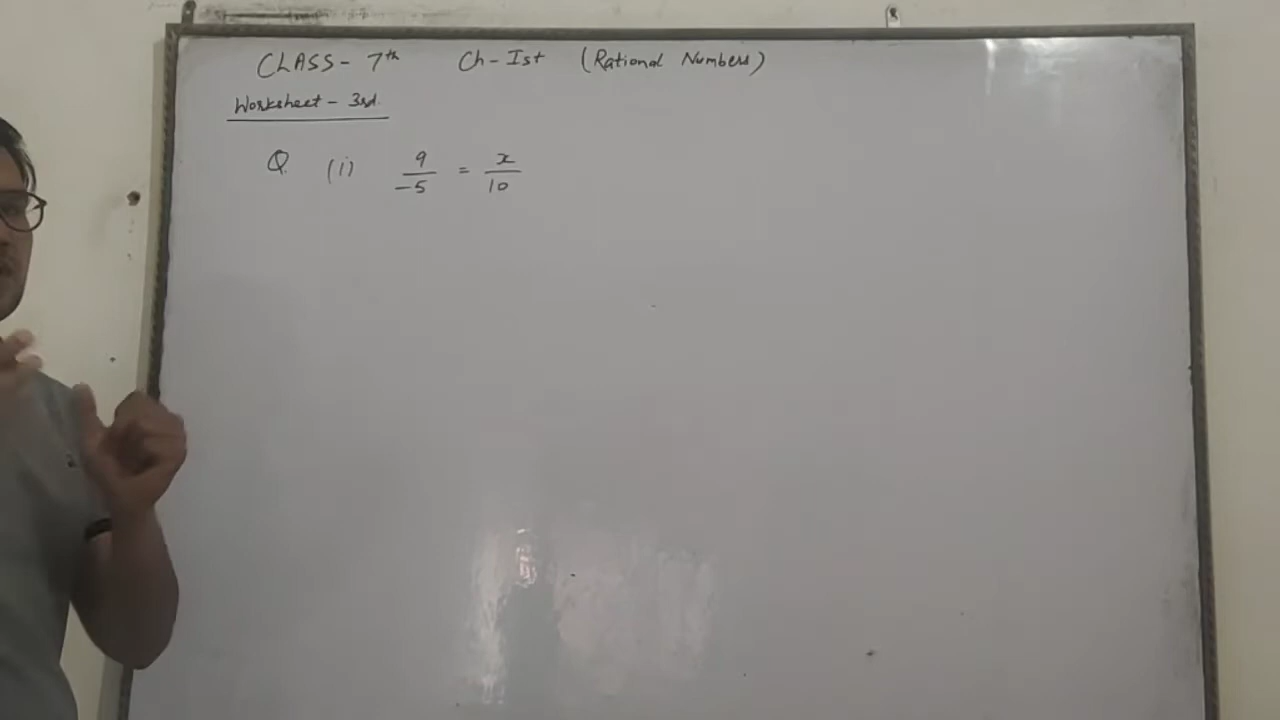 CLASS - 7th Ch - Ist (Rational Numbers)
Worksheet - 3rd.
Q. (i) 9/-5 = x/10